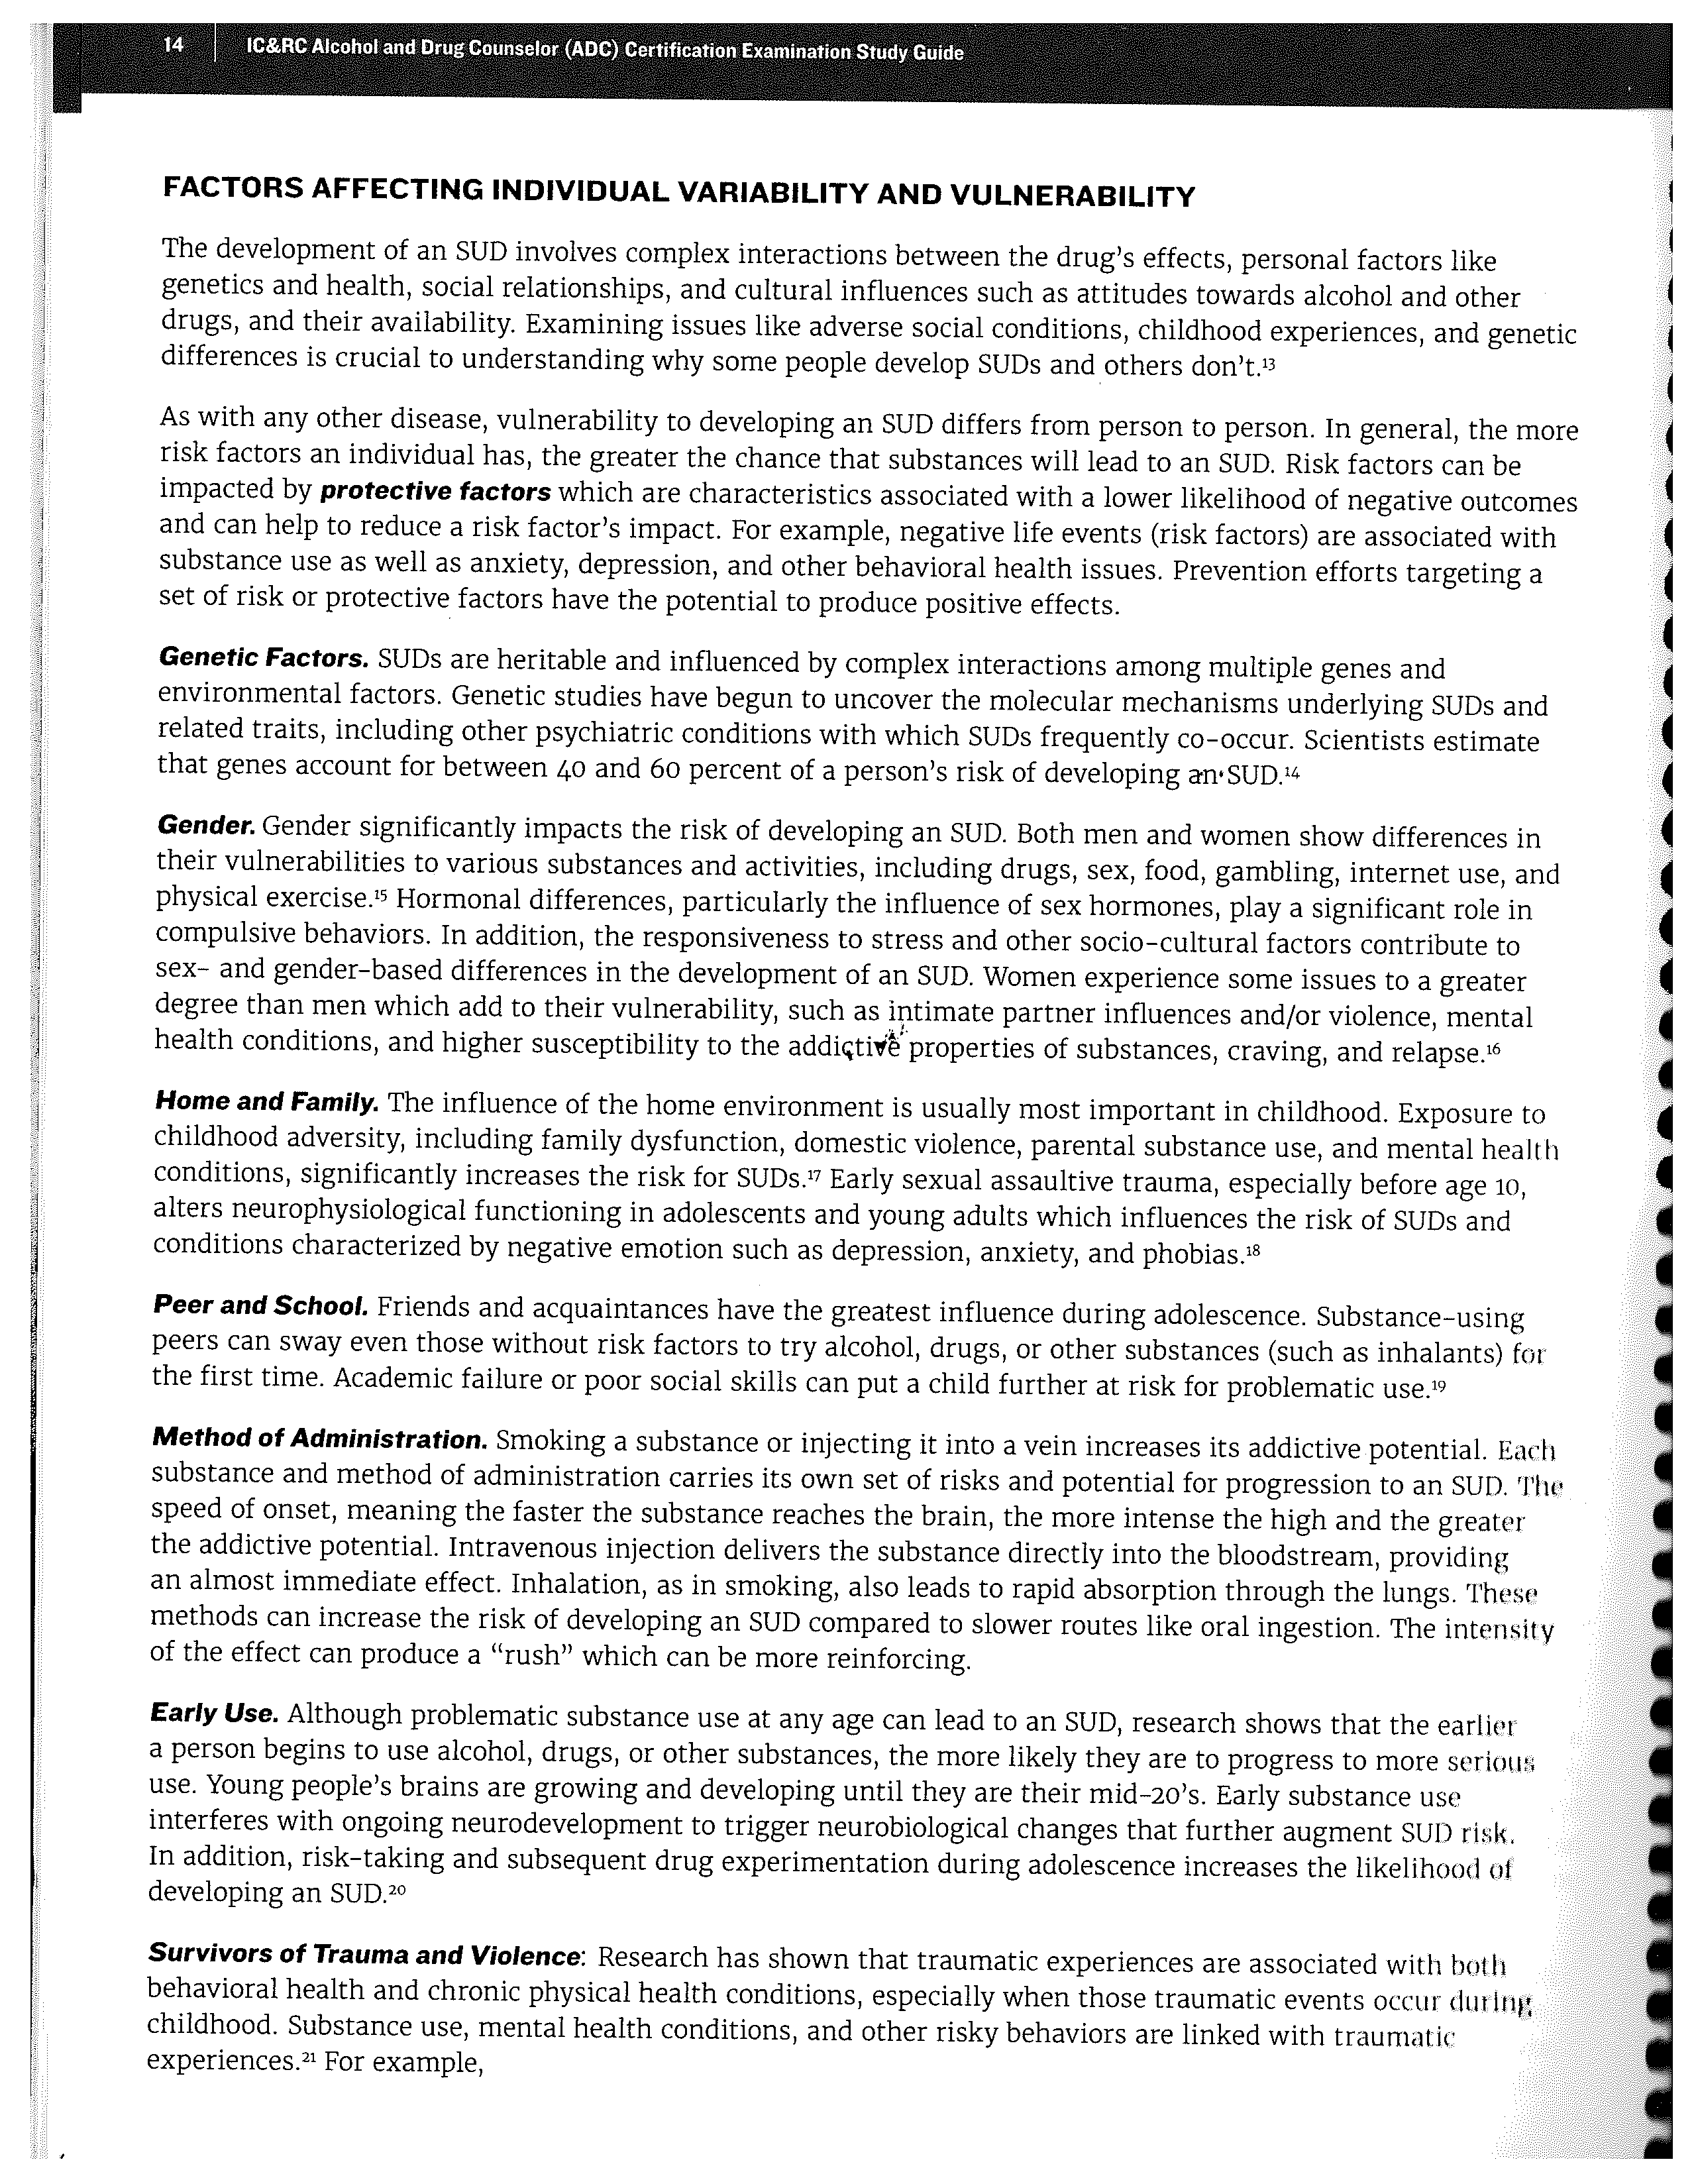 14
IC&RC Alcohol and Drug Counselor (ADC) Certification Examination Study Guide
FACTORS AFFECTING INDIVIDUAL VARIABILITY AND VULNERABILITY
The development of an SUD involves complex interactions between the drug's effects, personal factors like
genetics and health, social relationships, and cultural influences such as attitudes towards alcohol and other
drugs, and their availability. Examining issues like adverse social conditions, childhood experiences, and genetic
differences is crucial to understanding why some people develop SUDs and others don't.¹³
As with any other disease, vulnerability to developing an SUD differs from person to person. In general, the more
risk factors an individual has, the greater the chance that substances will lead to an SUD. Risk factors can be
impacted by protective factors which are characteristics associated with a lower likelihood of negative outcomes
and can help to reduce a risk factor's impact. For example, negative life events (risk factors) are associated with
substance use as well as anxiety, depression, and other behavioral health issues. Prevention efforts targeting a
set of risk or protective factors have the potential to produce positive effects.
Genetic Factors. SUDs are heritable and influenced by complex interactions among multiple genes and
environmental factors. Genetic studies have begun to uncover the molecular mechanisms underlying SUDs and
related traits, including other psychiatric conditions with which SUDs frequently co-occur. Scientists estimate
that genes account for between 40 and 60 percent of a person's risk of developing an SUD.¹⁴
Gender. Gender significantly impacts the risk of developing an SUD. Both men and women show differences in
their vulnerabilities to various substances and activities, including drugs, sex, food, gambling, internet use, and
physical exercise.¹⁵ Hormonal differences, particularly the influence of sex hormones, play a significant role in
compulsive behaviors. In addition, the responsiveness to stress and other socio-cultural factors contribute to
sex- and gender-based differences in the development of an SUD. Women experience some issues to a greater
degree than men which add to their vulnerability, such as intimate partner influences and/or violence, mental
health conditions, and higher susceptibility to the addictive properties of substances, craving, and relapse.¹⁶
Home and Family. The influence of the home environment is usually most important in childhood. Exposure to
childhood adversity, including family dysfunction, domestic violence, parental substance use, and mental health
conditions, significantly increases the risk for SUDs.¹⁷ Early sexual assaultive trauma, especially before age 10,
alters neurophysiological functioning in adolescents and young adults which influences the risk of SUDs and
conditions characterized by negative emotion such as depression, anxiety, and phobias.¹⁸
Peer and School. Friends and acquaintances have the greatest influence during adolescence. Substance-using
peers can sway even those without risk factors to try alcohol, drugs, or other substances (such as inhalants) for
the first time. Academic failure or poor social skills can put a child further at risk for problematic use.¹⁹
Method of Administration. Smoking a substance or injecting it into a vein increases its addictive potential. Each
substance and method of administration carries its own set of risks and potential for progression to an SUD. The
speed of onset, meaning the faster the substance reaches the brain, the more intense the high and the greater
the addictive potential. Intravenous injection delivers the substance directly into the bloodstream, providing
an almost immediate effect. Inhalation, as in smoking, also leads to rapid absorption through the lungs. These
methods can increase the risk of developing an SUD compared to slower routes like oral ingestion. The intensity
of the effect can produce a “rush” which can be more reinforcing.
Early Use. Although problematic substance use at any age can lead to an SUD, research shows that the earlier
a person begins to use alcohol, drugs, or other substances, the more likely they are to progress to more serious
use. Young people's brains are growing and developing until they are their mid-20's. Early substance use
interferes with ongoing neurodevelopment to trigger neurobiological changes that further augment SUD risk.
In addition, risk-taking and subsequent drug experimentation during adolescence increases the likelihood of
developing an SUD.²⁰
Survivors of Trauma and Violence: Research has shown that traumatic experiences are associated with both
behavioral health and chronic physical health conditions, especially when those traumatic events occur during
childhood. Substance use, mental health conditions, and other risky behaviors are linked with traumatic
experiences.²¹ For example,